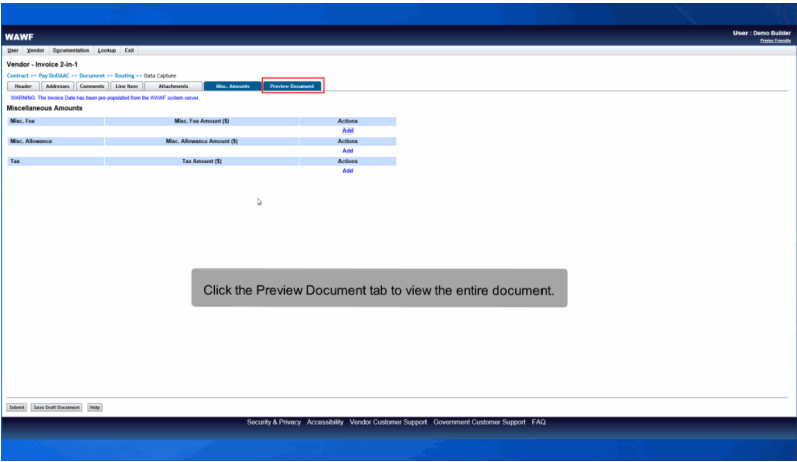 WAWF
User : Demo Builder
Printer Friendly
User Vendor Documentation Lookup Exit
Vendor - Invoice 2-in-1
Contract >> Pay DoDAAC >> Document >> Routing >> Data Capture
Header Addresses Comments Line Item Attachments Misc. Amounts Preview Document
WARNING: The Invoice Date has been pre-populated from the WAWF system server.
Miscellaneous Amounts
Misc. Fee Misc. Fee Amount ($) Actions
Add
Misc. Allowance Misc. Allowance Amount ($) Actions
Add
Tax Tax Amount ($) Actions
Add
Click the Preview Document tab to view the entire document.
Submit Save Draft Document Help
Security & Privacy Accessibility Vendor Customer Support Government Customer Support FAQ